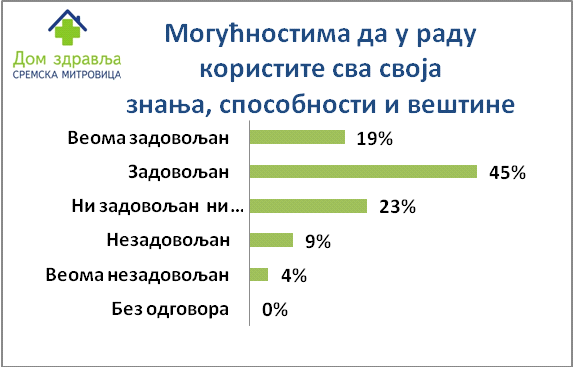 Дом здравља
СРЕМСКА МИТРОВИЦА
Могућностима да у раду
користите сва своја
знања, способности и вештине
Веома задовољан 19%
Задовољан 45%
Ни задовољан ни... 23%
Незадовољан 9%
Веома незадовољан 4%
Без одговора 0%